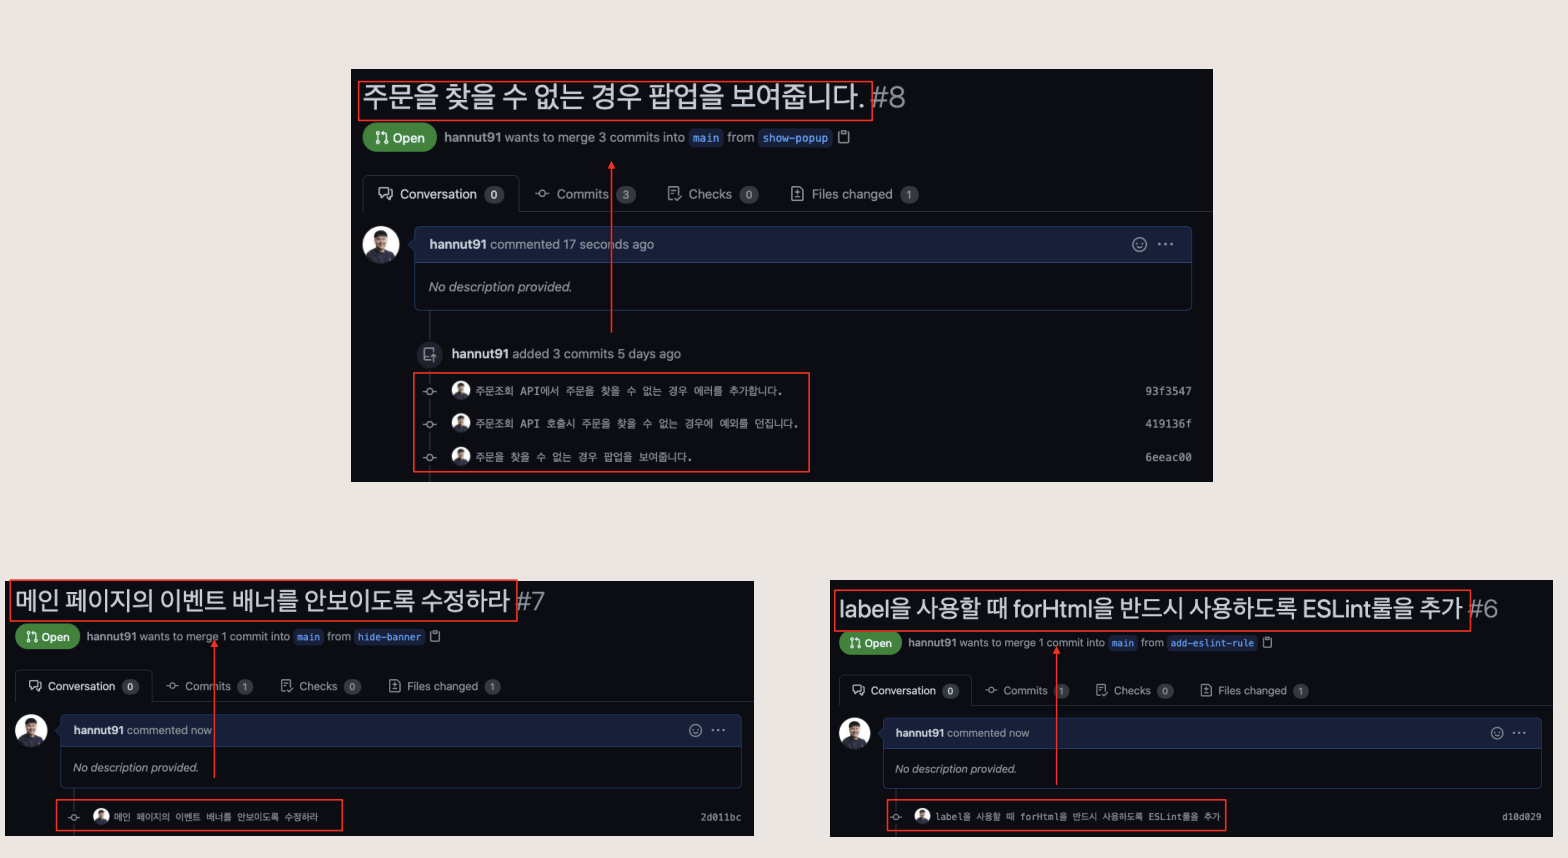 주문을 찾을 수 없는 경우 팝업을 보여줍니다. #8
Open hannut91 wants to merge 3 commits into main from show-popup
Conversation 0 Commits 3 Checks 0 Files changed 1
hannut91 commented 17 seconds ago
No description provided.
hannut91 added 3 commits 5 days ago
주문조회 API에서 주문을 찾을 수 없는 경우 에러를 추가합니다. 93f3547
주문조회 API 호출시 주문을 찾을 수 없는 경우에 예외를 던집니다. 419136f
주문을 찾을 수 없는 경우 팝업을 보여줍니다. 6eeac00
메인 페이지의 이벤트 배너를 안보이도록 수정하라 #7
Open hannut91 wants to merge 1 commit into main from hide-banner
Conversation 0 Commits 1 Checks 0 Files changed 1
hannut91 commented now
No description provided.
메인 페이지의 이벤트 배너를 안보이도록 수정하라 2d011bc
label을 사용할 때 forHtml을 반드시 사용하도록 ESLint룰을 추가 #6
Open hannut91 wants to merge 1 commit into main from add-eslint-rule
Conversation 0 Commits 1 Checks 0 Files changed 1
hannut91 commented now
No description provided.
label을 사용할 때 forHtml을 반드시 사용하도록 ESLint룰을 추가 d10d029